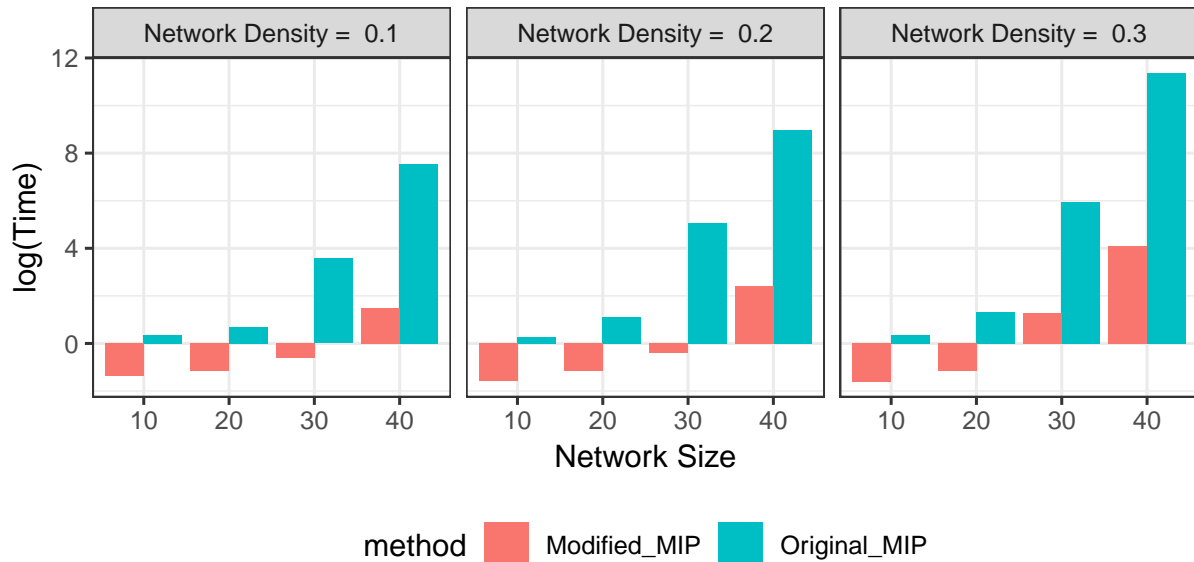 Network Density = 0.1
Network Density = 0.2
Network Density = 0.3
12
8
4
0
log(Time)
10 20 30 40
10 20 30 40
10 20 30 40
Network Size
method Modified_MIP Original_MIP